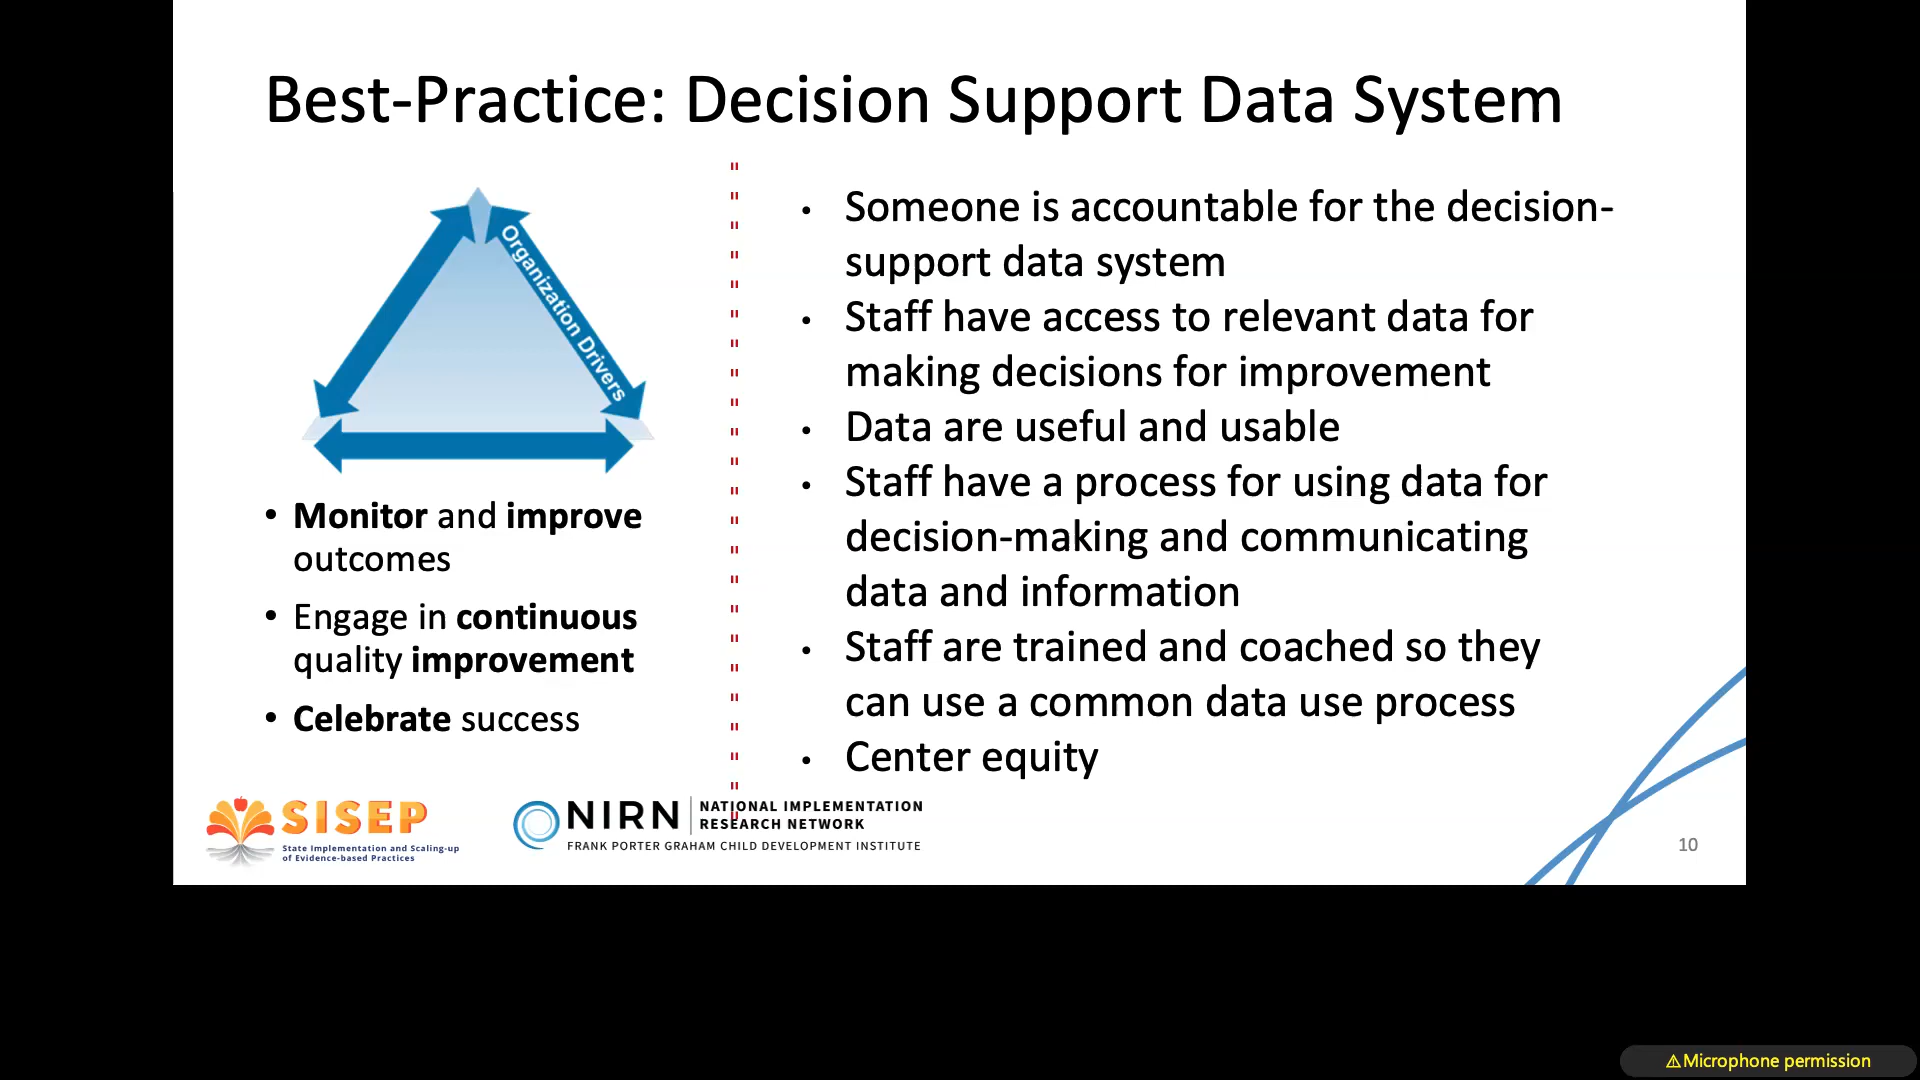 Best-Practice: Decision Support Data System
Organization Drivers
• Monitor and improve
outcomes
• Engage in continuous
quality improvement
• Celebrate success
• Someone is accountable for the decision-
support data system
• Staff have access to relevant data for
making decisions for improvement
• Data are useful and usable
• Staff have a process for using data for
decision-making and communicating
data and information
• Staff are trained and coached so they
can use a common data use process
• Center equity
SISEP
State Implementation and Scaling-up
of Evidence-based Practices
NIRN
NATIONAL IMPLEMENTATION
RESEARCH NETWORK
FRANK PORTER GRAHAM CHILD DEVELOPMENT INSTITUTE
10
⚠Microphone permission